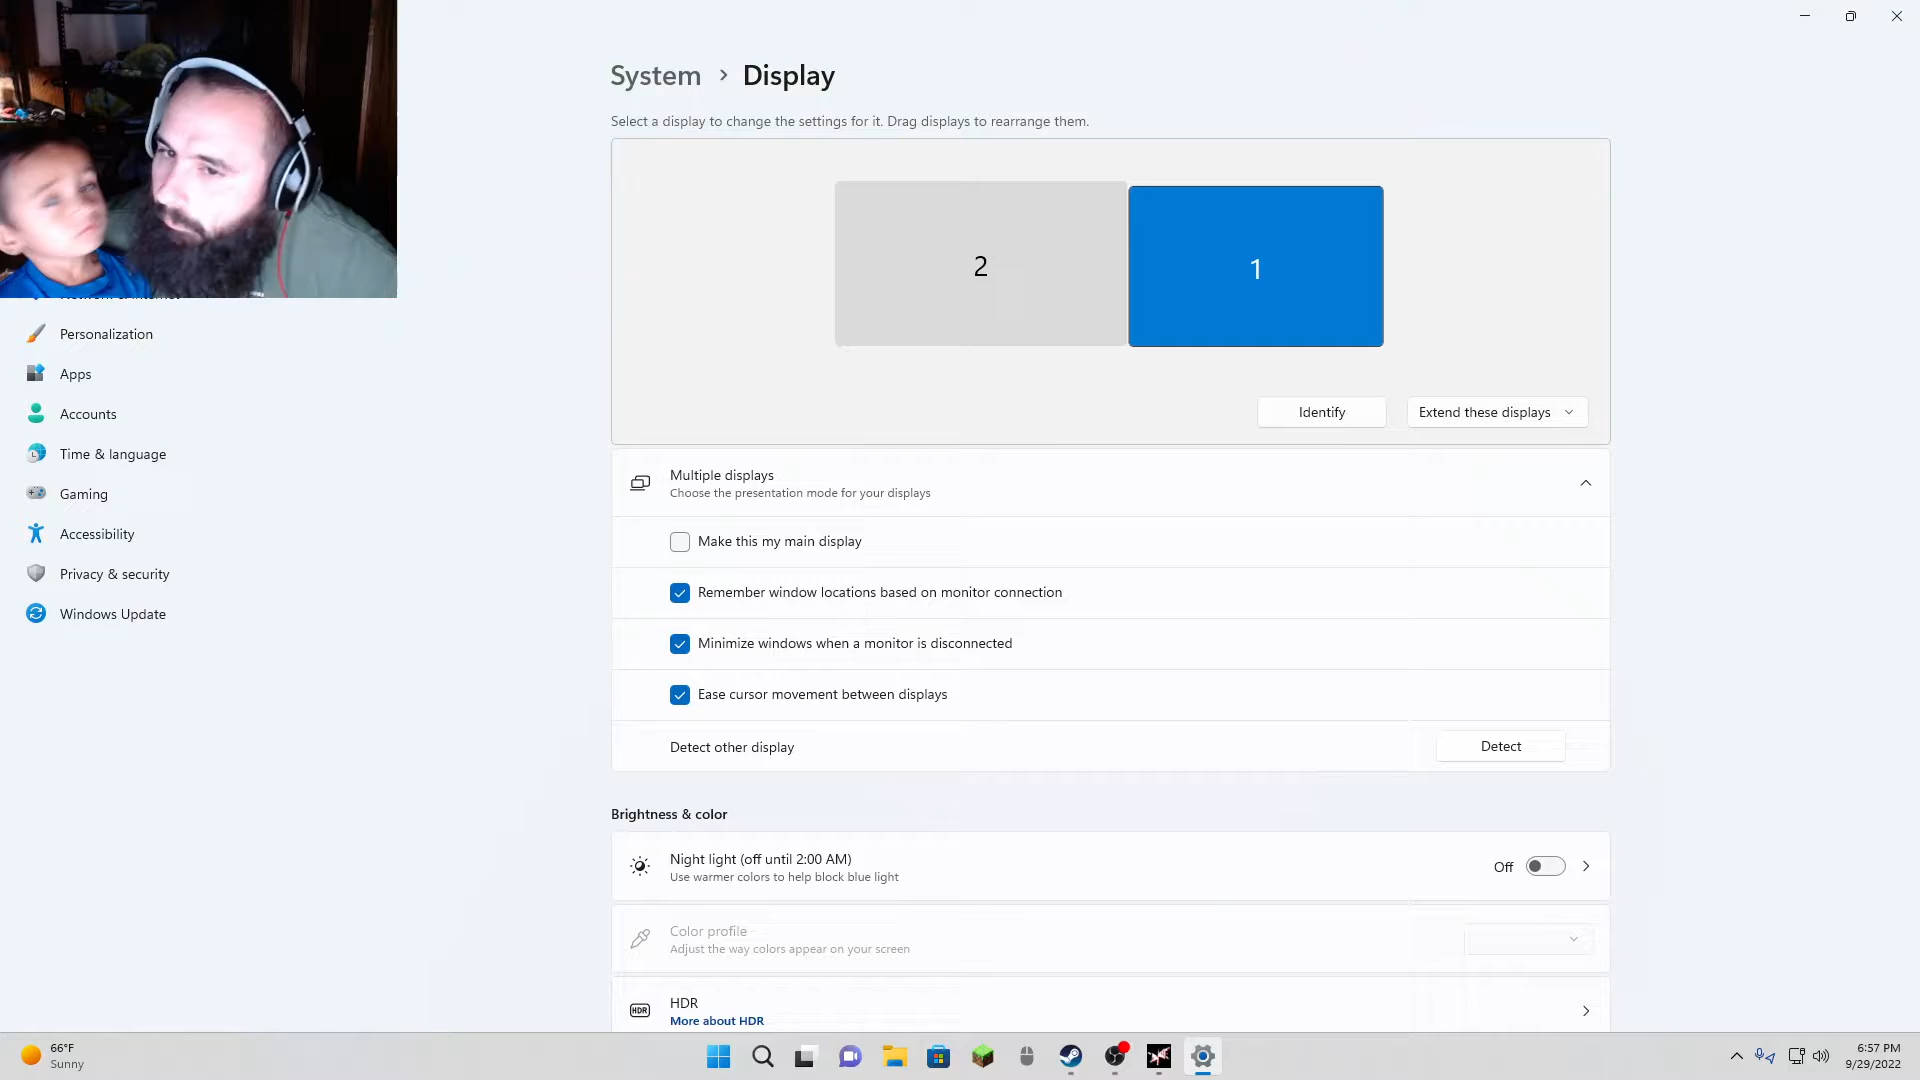 System > Display
Select a display to change the settings for it. Drag displays to rearrange them.
2
1
Identify
Extend these displays
Personalization
Apps
Accounts
Time & language
Gaming
Accessibility
Privacy & security
Windows Update
Multiple displays
Choose the presentation mode for your displays
Make this my main display
Remember window locations based on monitor connection
Minimize windows when a monitor is disconnected
Ease cursor movement between displays
Detect other display
Detect
Brightness & color
Night light (off until 2:00 AM)
Use warmer colors to help block blue light
Off
Color profile
Adjust the way colors appear on your screen
HDR
HDR
More about HDR
66°F
Sunny
6:57 PM
9/29/2022